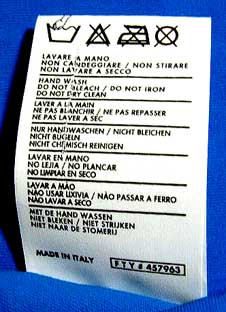 LAVARE A MANO
NON CANDEGGIARE / NON STIRARE
NON LAVARE A SECCO
HAND WASH
DO NOT BLEACH / DO NOT IRON
DO NOT DRY CLEAN
LAVER A LA MAIN
NE PAS BLANCHIR / NE PAS REPASSER
NE PAS LAVER A SEC
NUR HANDWASCHEN / NICHT BLEICHEN
NICHT BUGELN
NICHT CHEMISCH REINIGEN
LAVAR EN MANO
NO LEJIA / NO PLANCAR
NO LIMPIAR EN SECO
LAVAR A MÃO
NÃO USAR LIXIVIA / NÃO PASSAR A FERRO
NÃO LAVAR A SECO
MET DE HAND WASSEN
NIET BLEKEN / NIET STRIJKEN
NIET NAAR DE STOMERIJ
MADE IN ITALY
FTY # 457963